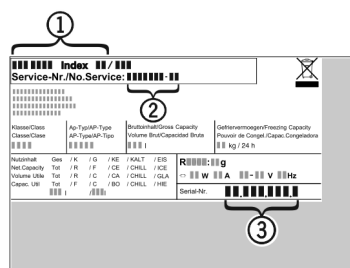 1
Index /
Service-Nr./No.Service: -
2
Klasse/Class
Classe/Clase
Ap-Typ/AP-Type
AP-Type/AP-Tipo
Bruttoinhalt/Gross Capacity
Volume Brut/Capacidad Bruta
l
Gefriervermoegen/Freezing Capacity
Pouvoir de Congel./Capac.Congeladora
kg / 24 h
Nutzinhalt Ges / K / G / KE / KALT / EIS
Net.Capacity Tot / R / F / CE / CHILL / ICE
Volume Utile Tot / R / C / CA / CHILL / GLA
Capac. Util Tot / F / C / BO / CHILL / HIE
l / l
R : g
W A - V Hz
Serial-Nr.
3